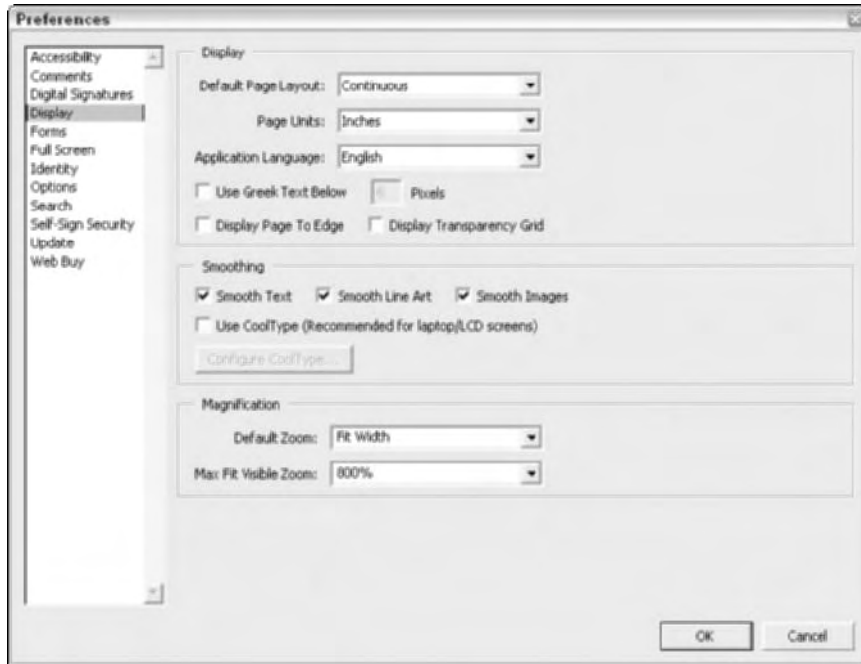 Preferences
Accessibility
Comments
Digital Signatures
Display
Forms
Full Screen
Identity
Options
Search
Self-Sign Security
Update
Web Buy
Display
Default Page Layout: Continuous
Page Units: Inches
Application Language: English
Use Greek Text Below Pixels
Display Page To Edge Display Transparency Grid
Smoothing
Smooth Text Smooth Line Art Smooth Images
Use CoolType (Recommended for laptop/LCD screens)
Configure CoolType...
Magnification
Default Zoom: Fit Width
Max Fit Visible Zoom: 800%
OK Cancel